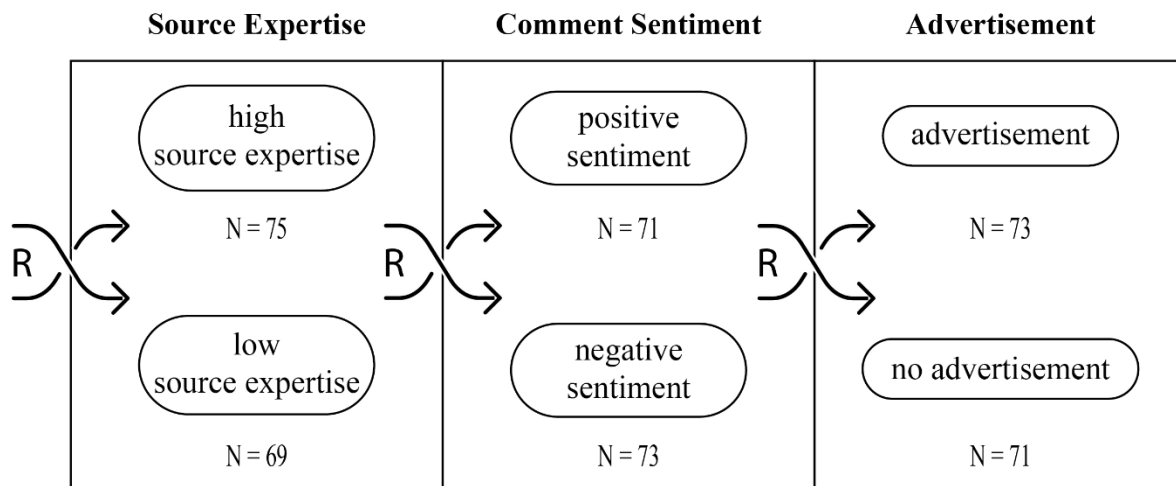 Source Expertise
Comment Sentiment
Advertisement
high
source expertise
N = 75
positive
sentiment
N = 71
advertisement
N = 73
R
R
R
low
source expertise
N = 69
negative
sentiment
N = 73
no advertisement
N = 71